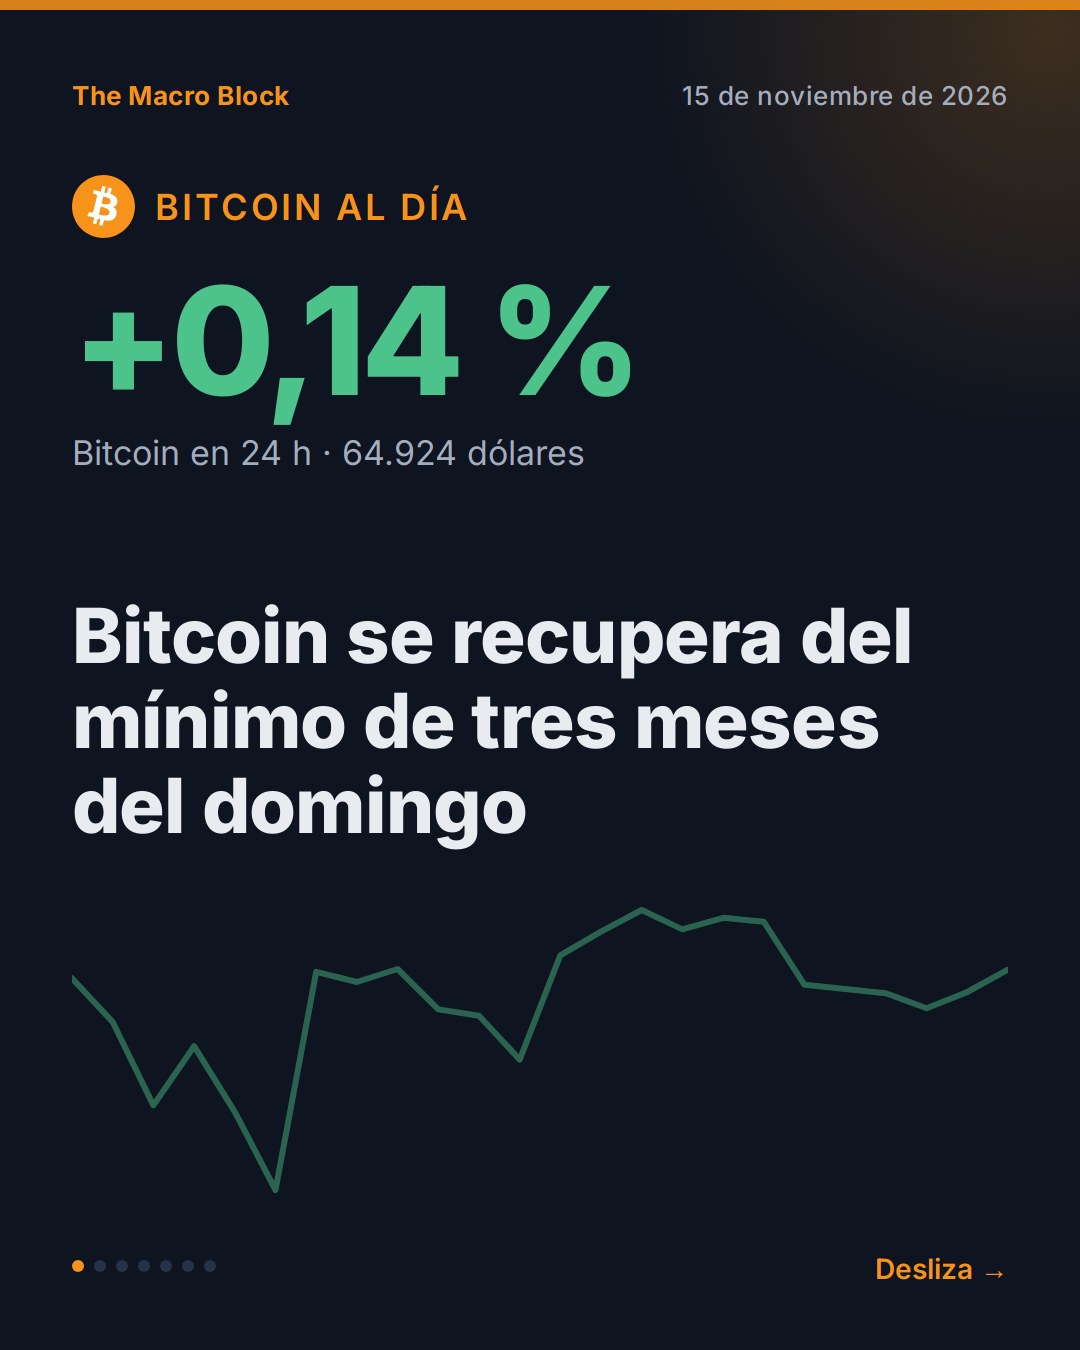 The Macro Block
15 de noviembre de 2026
BITCOIN AL DÍA
+0,14 %
Bitcoin en 24 h · 64.924 dólares
Bitcoin se recupera del
mínimo de tres meses
del domingo
Desliza →